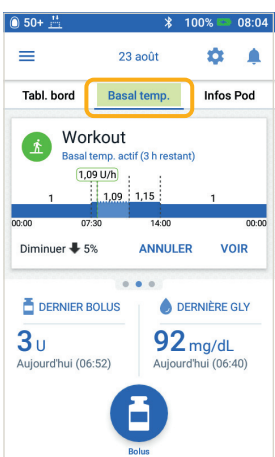 50+ 100% 08:04
23 août
Tabl. bord Basal temp. Infos Pod
Workout
Basal temp. actif (3 h restant)
1,09 U/h
1 1,09 1,15 1
00:00 07:30 14:00 00:00
Diminuer 5% ANNULER VOIR
DERNIER BOLUS DERNIÈRE GLY
3 U 92 mg/dL
Aujourd'hui (06:52) Aujourd'hui (06:40)
Bolus